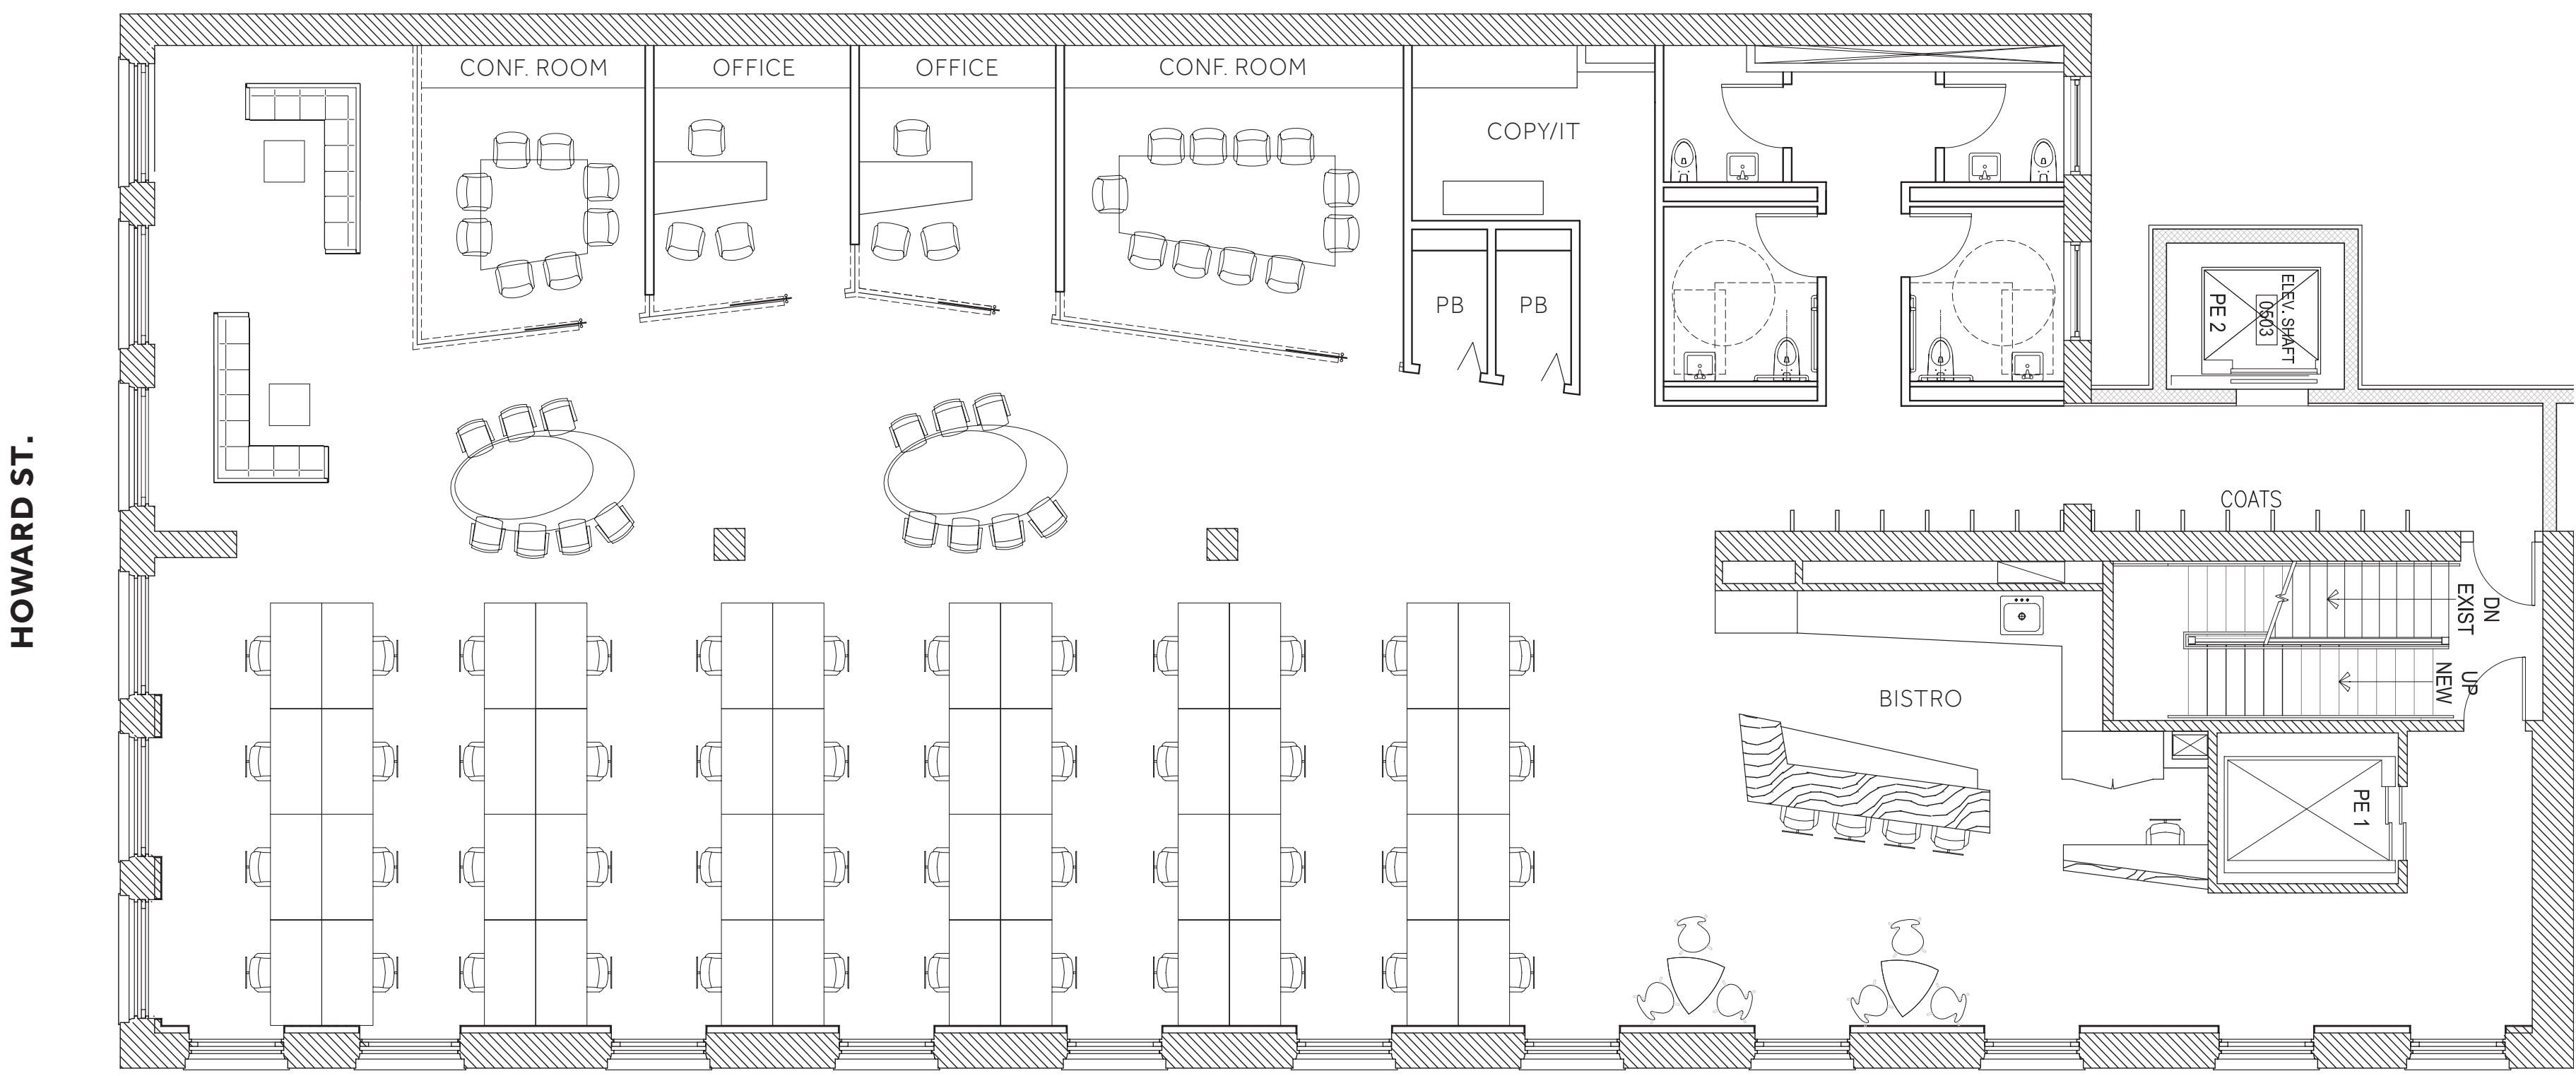 HOWARD ST.
CONF. ROOM
OFFICE
OFFICE
CONF. ROOM
COPY/IT
PB
PB
PE 2
ELEV. SHAFT
0503
COATS
DN
EXIST
UP
NEW
BISTRO
PE 1